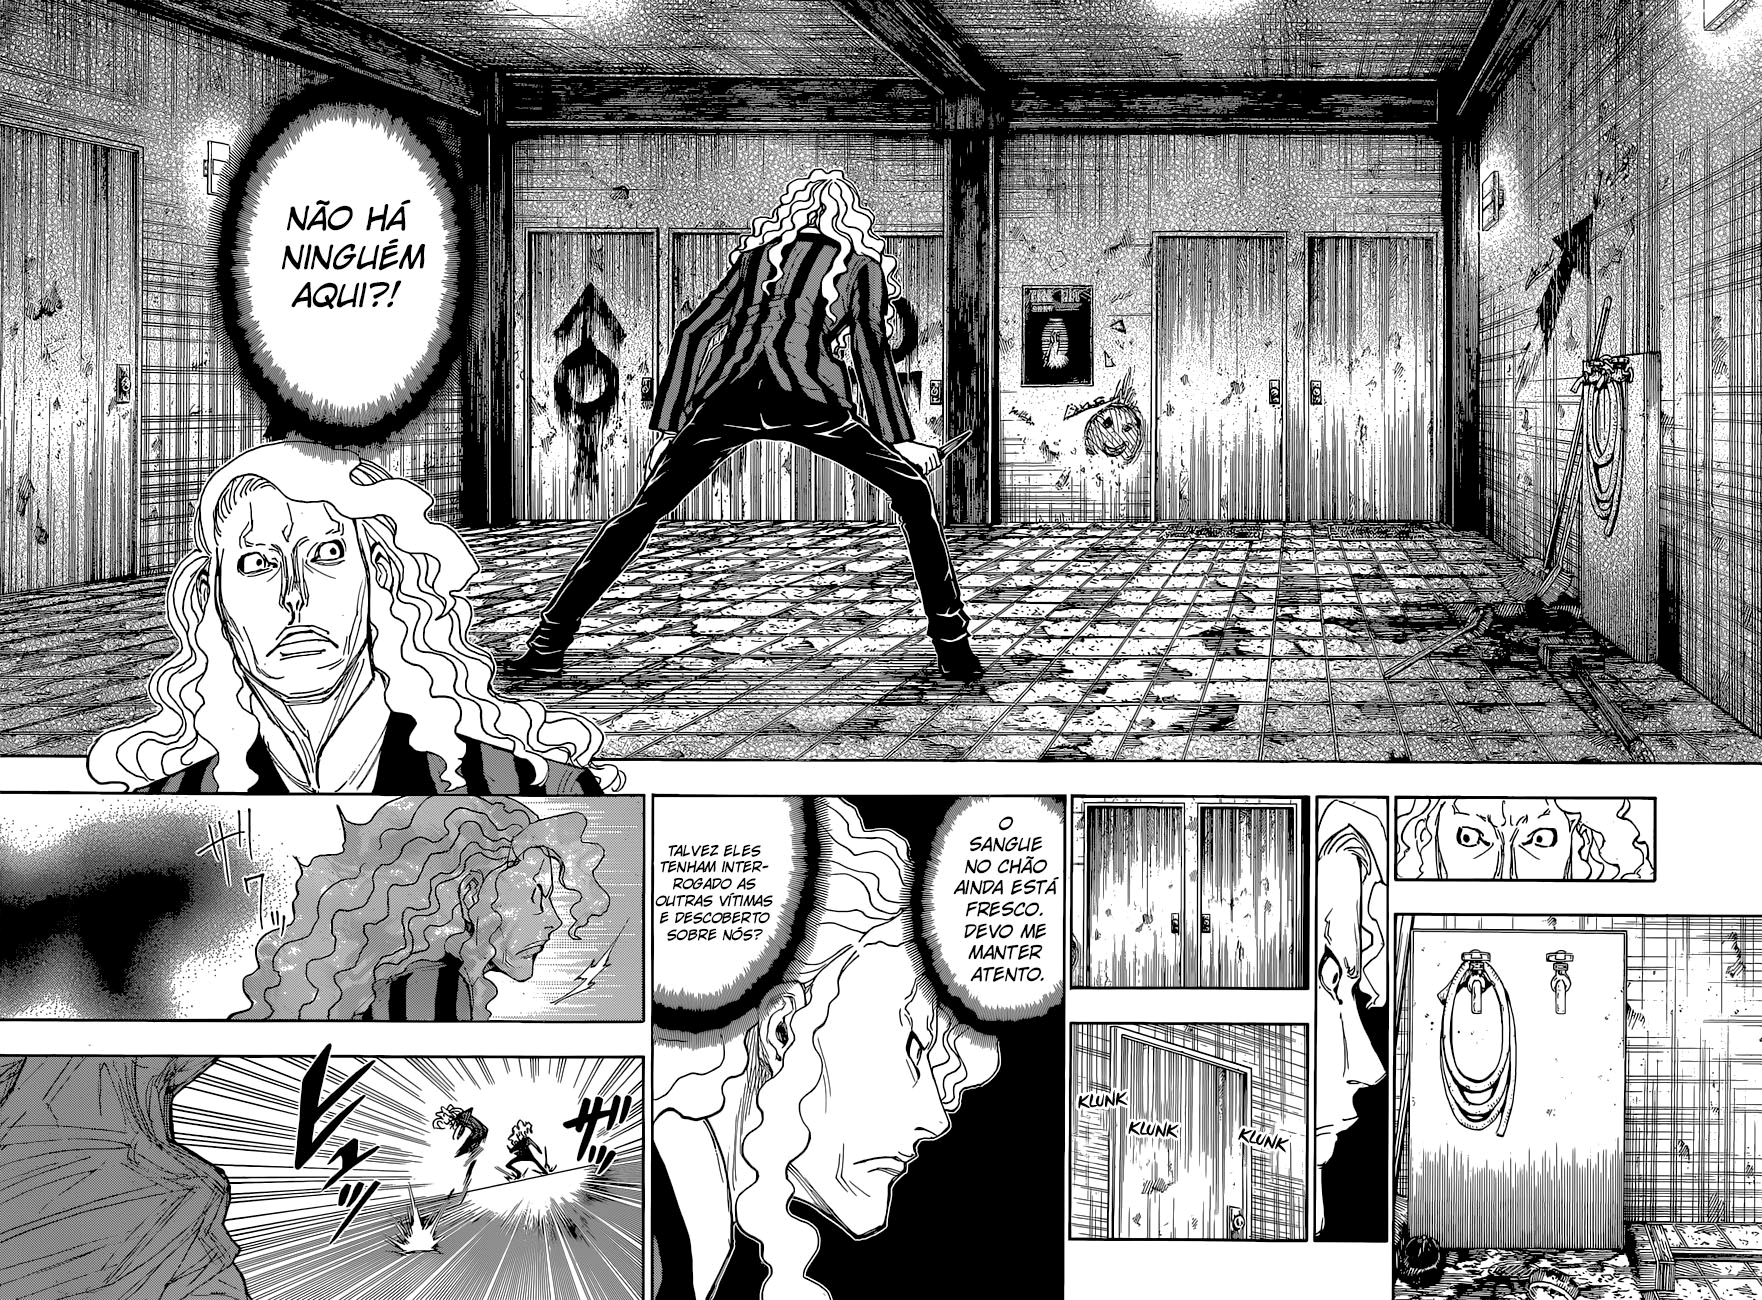 NÃO HÁ
NINGUÉM
AQUI?!
KLUNK
KLUNK
KLUNK
O
SANGUE
NO CHÃO
AINDA ESTÁ
FRESCO.
DEVO ME
MANTER
ATENTO.
TALVEZ ELES
TENHAM INTER-
ROGADO AS
OUTRAS VÍTIMAS
E DESCOBERTO
SOBRE NÓS?